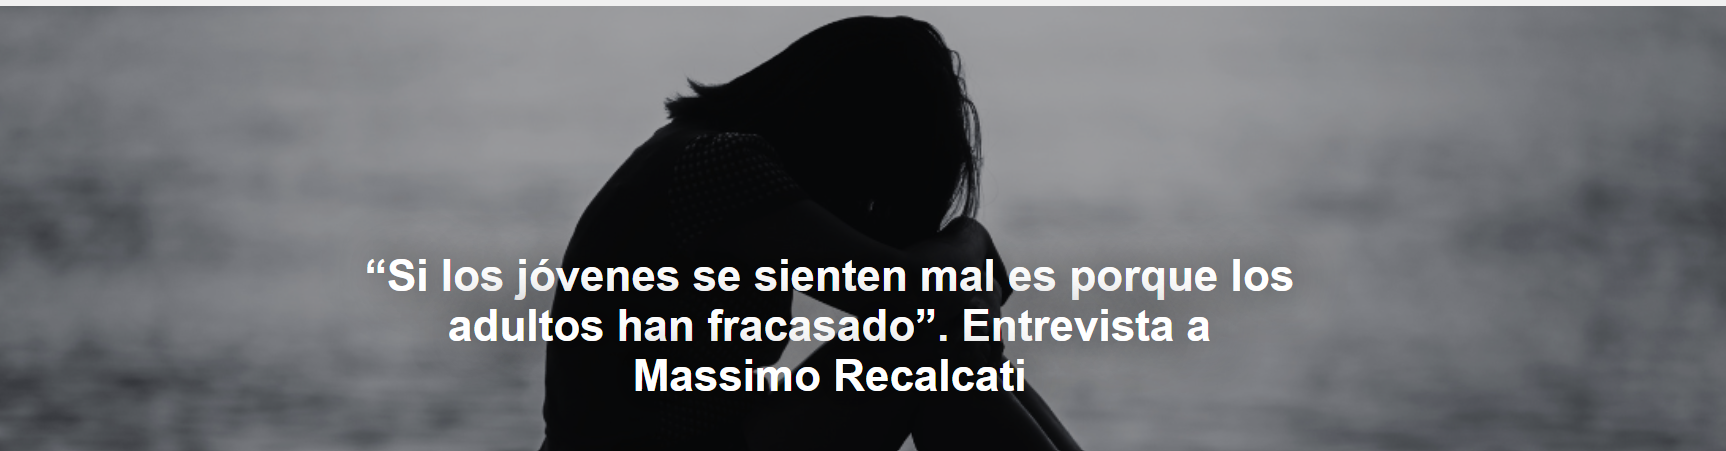 “Si los jóvenes se sienten mal es porque los
adultos han fracasado”. Entrevista a
Massimo Recalcati